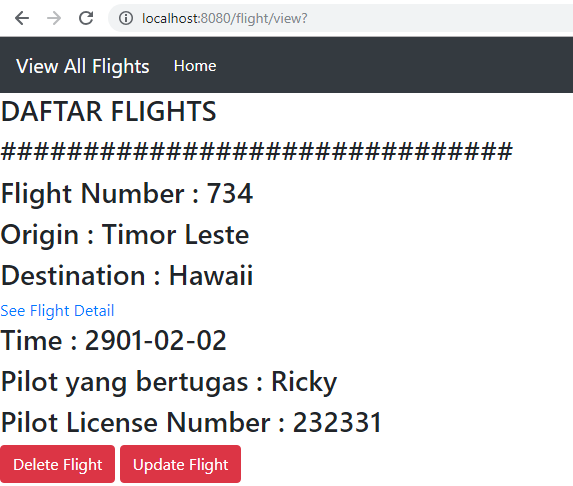 localhost:8080/flight/view?
View All Flights Home
DAFTAR FLIGHTS
###############################
Flight Number : 734
Origin : Timor Leste
Destination : Hawaii
See Flight Detail
Time : 2901-02-02
Pilot yang bertugas : Ricky
Pilot License Number : 232331
Delete Flight Update Flight